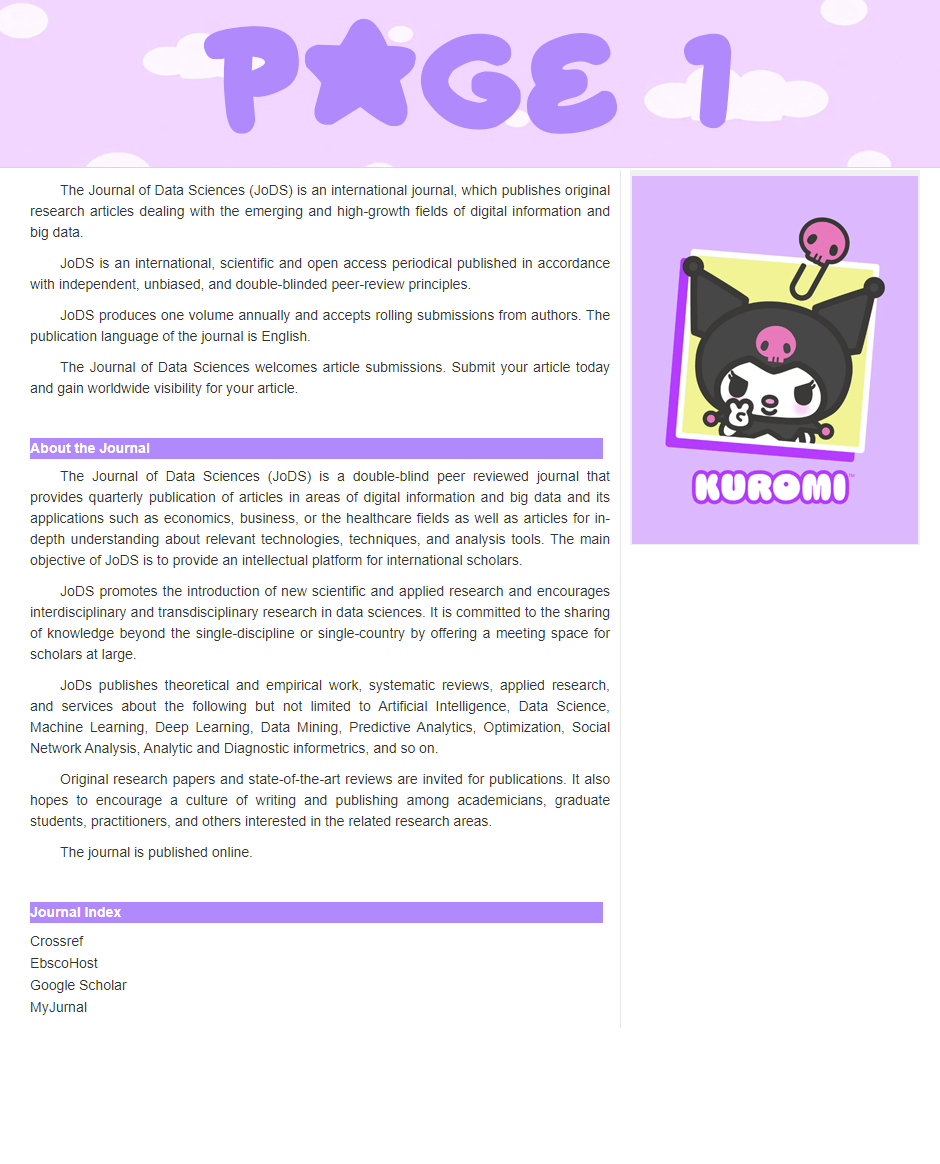 PAGE 1
The Journal of Data Sciences (JoDS) is an international journal, which publishes original
research articles dealing with the emerging and high-growth fields of digital information and
big data.
JoDS is an international, scientific and open access periodical published in accordance
with independent, unbiased, and double-blinded peer-review principles.
JoDS produces one volume annually and accepts rolling submissions from authors. The
publication language of the journal is English.
The Journal of Data Sciences welcomes article submissions. Submit your article today
and gain worldwide visibility for your article.
About the Journal
The Journal of Data Sciences (JoDS) is a double-blind peer reviewed journal that
provides quarterly publication of articles in areas of digital information and big data and its
applications such as economics, business, or the healthcare fields as well as articles for in-
depth understanding about relevant technologies, techniques, and analysis tools. The main
objective of JoDS is to provide an intellectual platform for international scholars.
JoDS promotes the introduction of new scientific and applied research and encourages
interdisciplinary and transdisciplinary research in data sciences. It is committed to the sharing
of knowledge beyond the single-discipline or single-country by offering a meeting space for
scholars at large.
JoDs publishes theoretical and empirical work, systematic reviews, applied research,
and services about the following but not limited to Artificial Intelligence, Data Science,
Machine Learning, Deep Learning, Data Mining, Predictive Analytics, Optimization, Social
Network Analysis, Analytic and Diagnostic informetrics, and so on.
Original research papers and state-of-the-art reviews are invited for publications. It also
hopes to encourage a culture of writing and publishing among academicians, graduate
students, practitioners, and others interested in the related research areas.
The journal is published online.
Journal Index
Crossref
EbscoHost
Google Scholar
MyJurnal
KUROMI™